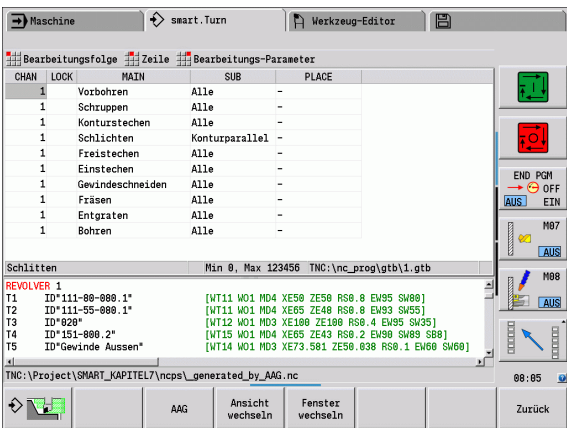 Maschine smart.Turn Werkzeug-Editor
Bearbeitungsfolge Zeile Bearbeitungs-Parameter
CHAN LOCK MAIN SUB PLACE
1 Vorbohren Alle -
1 Schruppen Alle -
1 Konturstechen Alle -
1 Schlichten Konturparallel -
1 Freistechen Alle -
1 Einstechen Alle -
1 Gewindeschneiden Alle -
1 Fräsen Alle -
1 Entgraten Alle -
1 Bohren Alle -
Schlitten Min 0, Max 123456 TNC:\nc_prog\gtb\1.gtb
REVOLVER 1
T1 ID"111-80-080.1" [WT11 WO1 MD4 XE50 ZE50 RS0.8 EW95 SW80]
T2 ID"111-55-080.1" [WT11 WO1 MD4 XE65 ZE48 RS0.8 EW93 SW55]
T3 ID"020" [WT12 WO1 MD3 XE100 ZE100 RS0.4 EW95 SW35]
T4 ID"151-800.2" [WT15 WO1 MD4 XE65 ZE43 RS0.2 EW90 SW89 SB8]
T5 ID"Gewinde Aussen" [WT14 WO1 MD3 XE73.581 ZE50.038 RS0.1 EW60 SW60]
TNC:\Project\SMART_KAPITEL7\ncps\_generated_by_AAG.nc
END PGM
OFF
AUS EIN
M07
AUS
M08
AUS
08:05
AAG
Ansicht wechseln
Fenster wechseln
Zurück